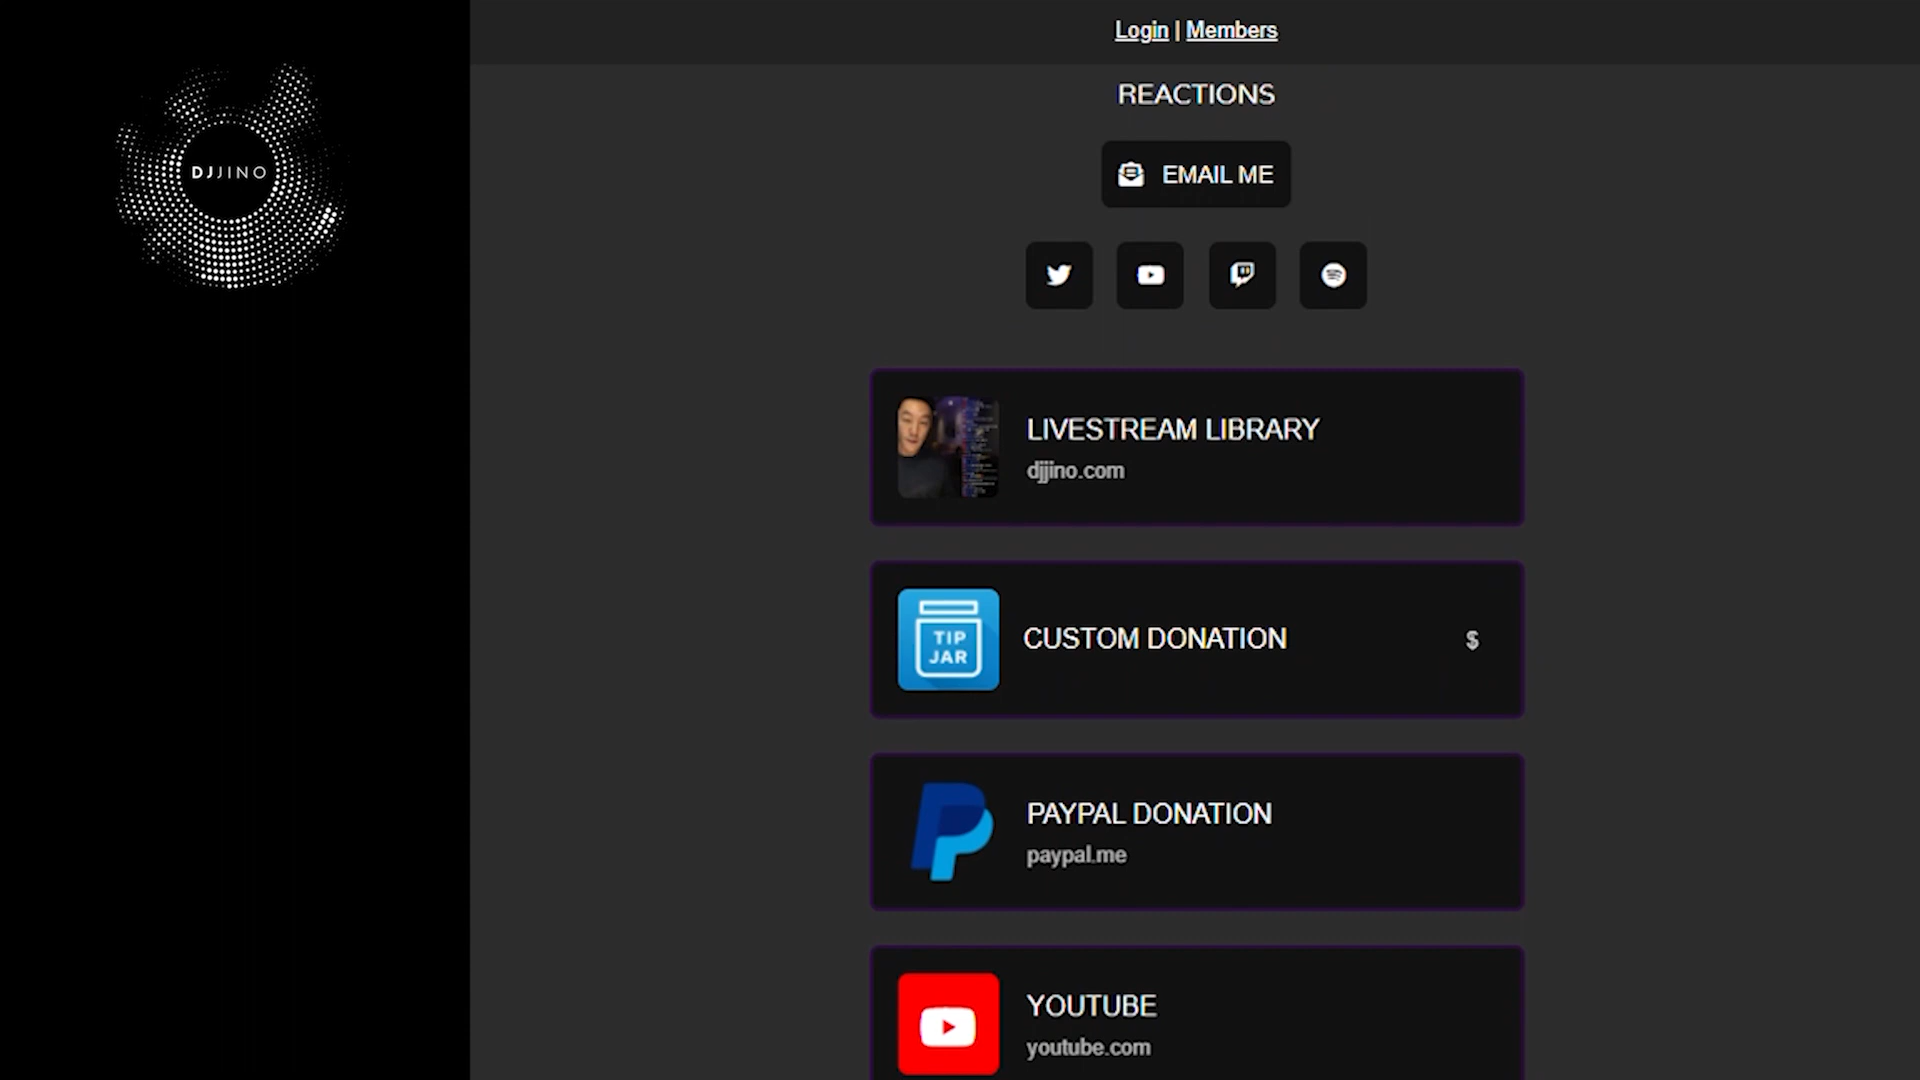 DJJINO
Login | Members
REACTIONS
EMAIL ME
LIVESTREAM LIBRARY
djjino.com
TIP
JAR
CUSTOM DONATION
$
PAYPAL DONATION
paypal.me
YOUTUBE
youtube.com